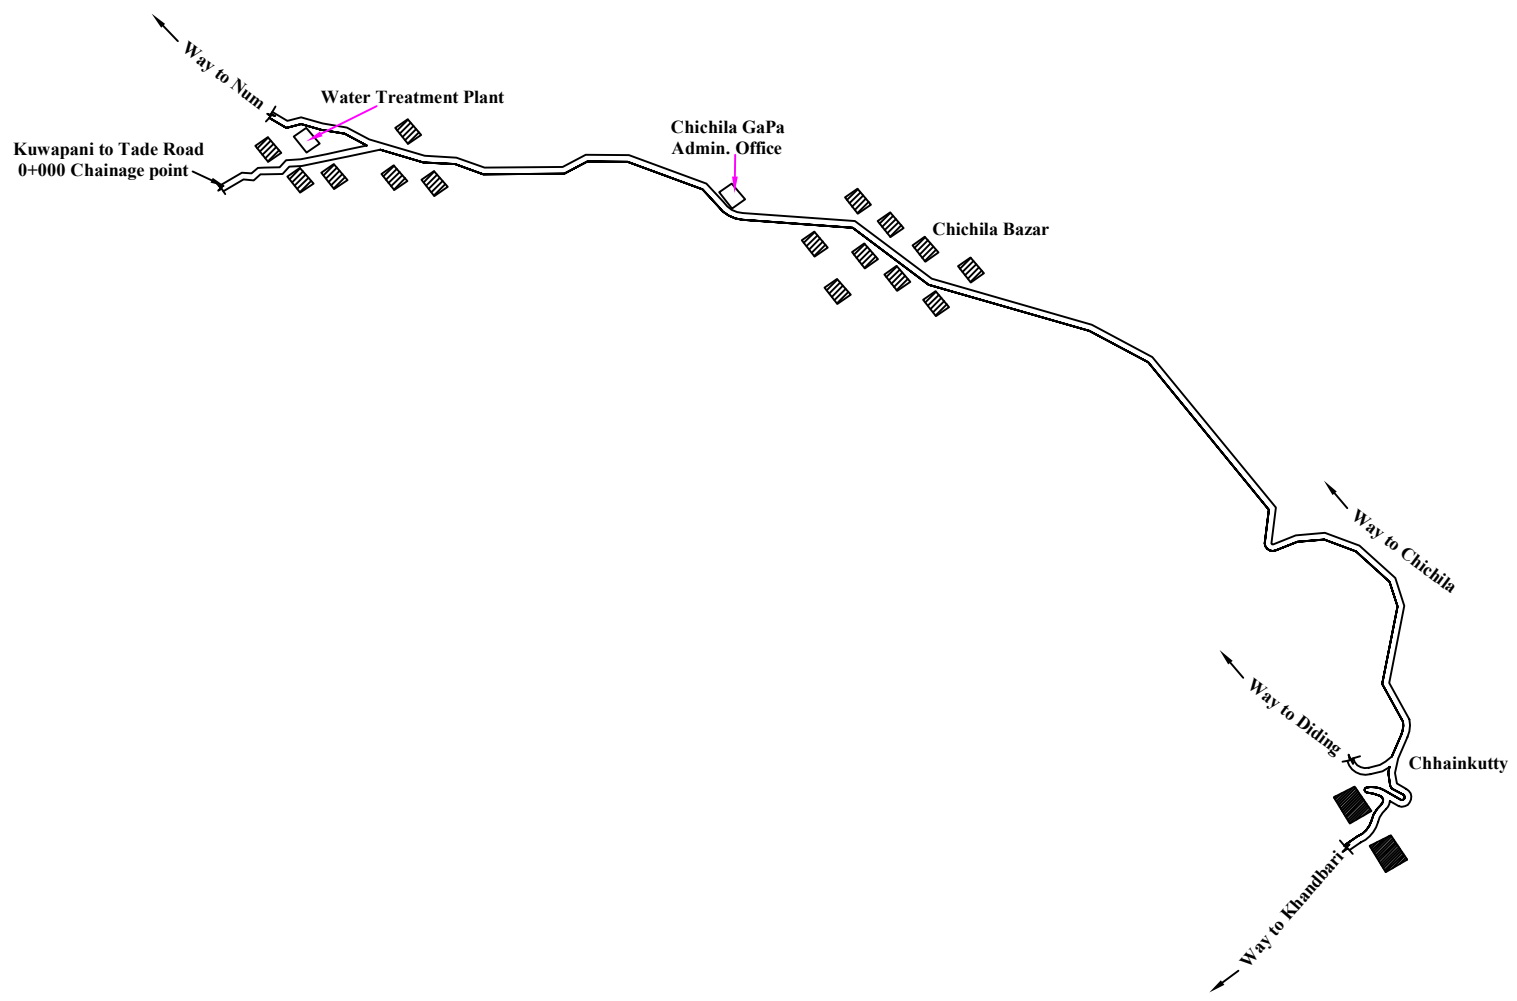 Way to Num
Water Treatment Plant
Kuwapani to Tade Road
0+000 Chainage point
Chichila GaPa
Admin. Office
Chichila Bazar
Way to Chichila
Way to Diding
Chhainkutty
Way to Khandbari